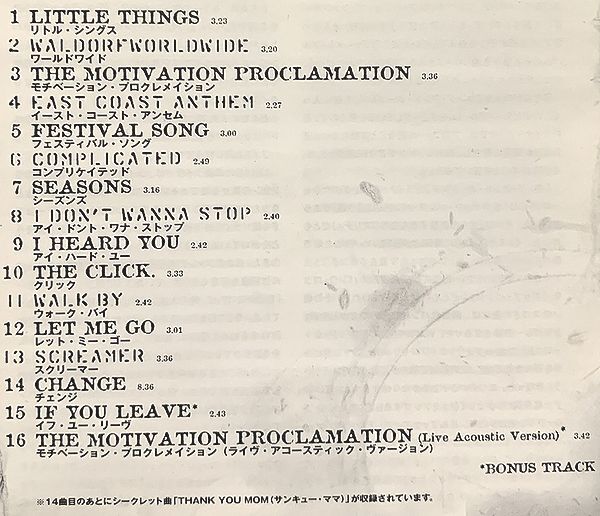 1 LITTLE THINGS 3.23
リトル・シングス
2 WALDORFWORLDWIDE 3.20
ワールドワイド
3 THE MOTIVATION PROCLAMATION 3.36
モチベーション・プロクレメイション
4 EAST COAST ANTHEM 2.27
イースト・コースト・アンセム
5 FESTIVAL SONG 3.00
フェスティバル・ソング
6 COMPLICATED 2.49
コンプリケイテッド
7 SEASONS 3.16
シーズンズ
8 I DON'T WANNA STOP 2.40
アイ・ドント・ワナ・ストップ
9 I HEARD YOU 2.42
アイ・ハード・ユー
10 THE CLICK. 3.33
クリック
11 WALK BY 2.42
ウォーク・バイ
12 LET ME GO 3.01
レット・ミー・ゴー
13 SCREAMER 3.36
スクリーマー
14 CHANGE 8.36
チェンジ
15 IF YOU LEAVE* 2.43
イフ・ユー・リーヴ
16 THE MOTIVATION PROCLAMATION (Live Acoustic Version)* 3.42
モチベーション・プロクレメイション(ライヴ・アコースティック・ヴァージョン)
*BONUS TRACK
※14曲目のあとにシークレット曲「THANK YOU MOM(サンキュー・ママ)」が収録されています。